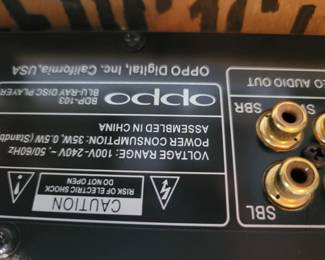 OPPO Digital, Inc. California, USA
oppo
BDP-103
BLU-RAY DISC PLAYER
VOLTAGE RANGE: 100V-240V ~ 50/60Hz
POWER CONSUMPTION: 35W, 0.5W (Standb
ASSEMBLED IN CHINA
CAUTION
RISK OF ELECTRIC SHOCK
DO NOT OPEN
O AUDIO OUT
SBR
SBL